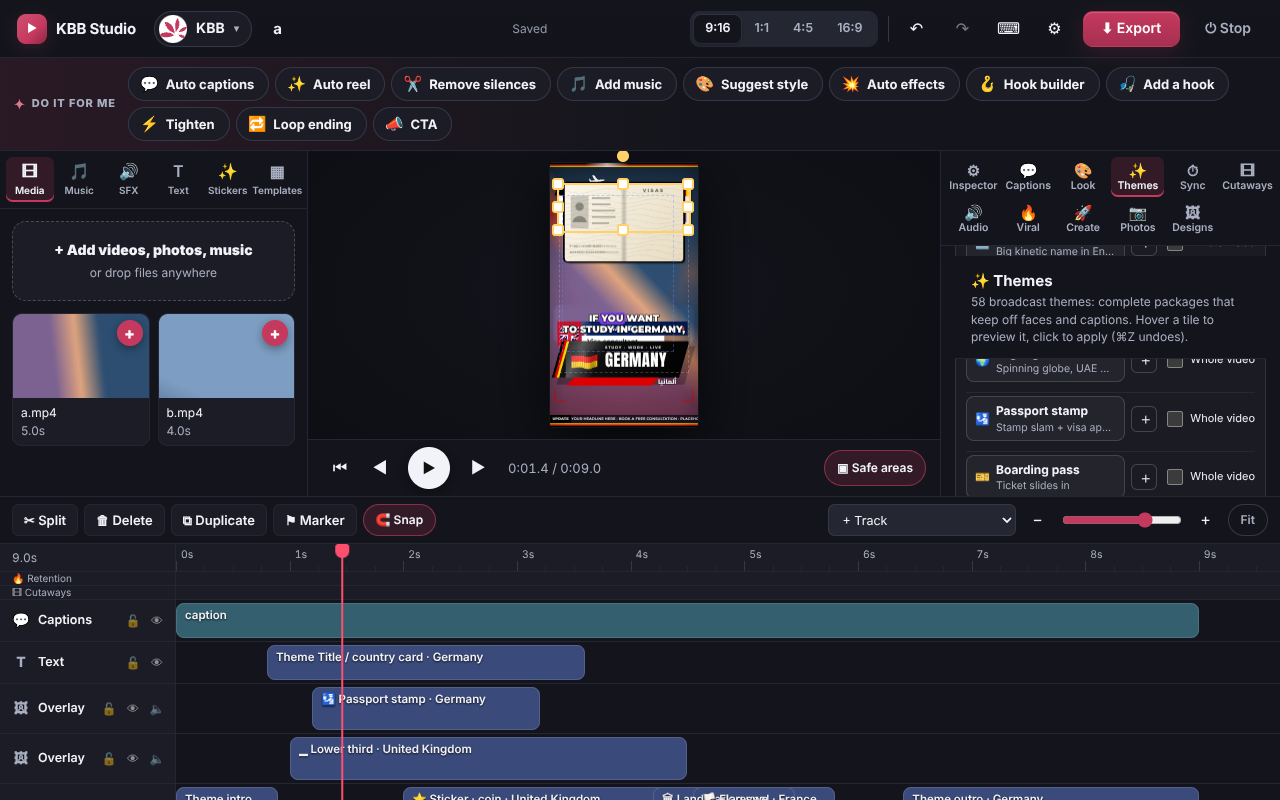 KBB Studio
KBB
a
Saved
9:16
1:1
4:5
16:9
Export
Stop
DO IT FOR ME
Auto captions
Auto reel
Remove silences
Add music
Suggest style
Auto effects
Hook builder
Add a hook
Tighten
Loop ending
CTA
Media
Music
SFX
Text
Stickers
Templates
+ Add videos, photos, music
or drop files anywhere
a.mp4
5.0s
b.mp4
4.0s
VISAS
IF YOU WANT
TO STUDY IN GERMANY,
STUDY · WORK · LIVE
GERMANY
ألمانيا
UPDATE YOUR HEADLINE HERE · BOOK A FREE CONSULTATION ·
0:01.4 / 0:09.0
Safe areas
Inspector
Captions
Look
Themes
Sync
Cutaways
Audio
Viral
Create
Photos
Designs
Big kinetic name in En...
Themes
58 broadcast themes: complete packages that
keep off faces and captions. Hover a tile to
preview it, click to apply (⌘Z undoes).
Spinning globe, UAE ...
Whole video
Passport stamp
Stamp slam + visa ap...
Whole video
Boarding pass
Ticket slides in
Whole video
Split
Delete
Duplicate
Marker
Snap
+ Track
Fit
9.0s
0s
1s
2s
3s
4s
5s
6s
7s
8s
9s
Retention
Cutaways
Captions
caption
Text
Theme Title / country card · Germany
Overlay
Passport stamp · Germany
Overlay
Lower third · United Kingdom
Theme intro
Sticker · coin · United Kingdom
France
Theme outro · Germany